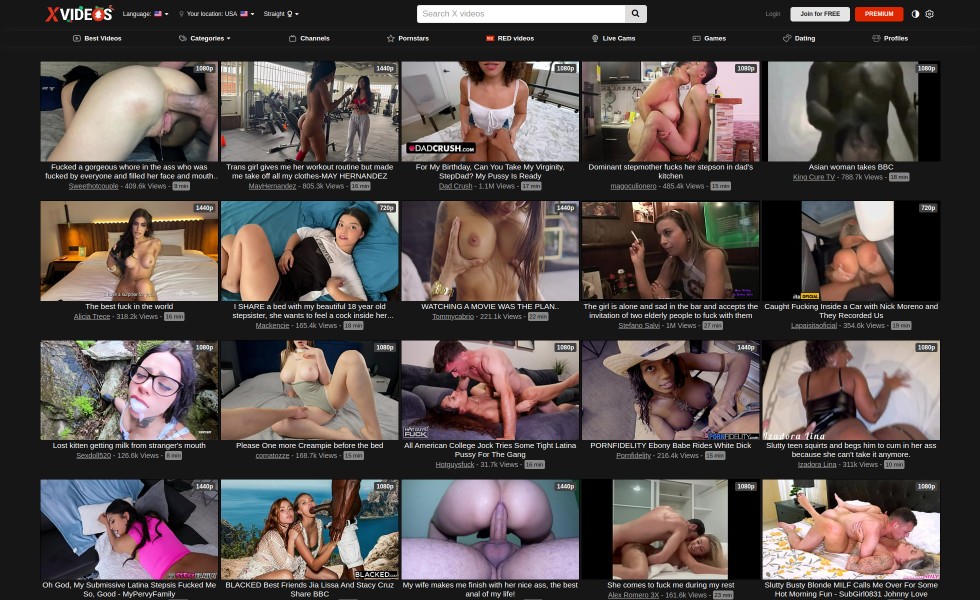 XVIDEOS
Language:
Your location: USA
Straight
Search X videos
Login
Join for FREE
PREMIUM
Best Videos
Categories
Channels
Pornstars
RED videos
Live Cams
Games
Dating
Profiles
1080p
1440p
1080p
DADCRUSH.COM
1080p
1080p
Fucked a gorgeous whore in the ass who was
fucked by everyone and filled her face and mouth...
Sweethotcouple - 409.6k Views - 9 min
Trans girl gives me her workout routine but made
me take off all my clothes-MAY HERNANDEZ
MayHernandez - 805.3k Views - 16 min
For My Birthday, Can You Take My Virginity,
StepDad? My Pussy Is Ready
Dad Crush - 1.1M Views - 17 min
Dominant stepmother fucks her stepson in dad's
kitchen
magoculionero - 485.4k Views - 15 min
Asian woman takes BBC
King Cure TV - 788.7k Views - 18 min
1440p
720p
1440p
1080p
720p
The best fuck in the world
Alicia Trece - 318.2k Views - 16 min
I SHARE a bed with my beautiful 18 year old
stepsister, she wants to feel a cock inside her...
Mackencie - 165.4k Views - 18 min
WATCHING A MOVIE WAS THE PLAN..
Tommycabrio - 221.1k Views - 22 min
The girl is alone and sad in the bar and accepts the
invitation of two elderly people to fuck with them
Stefano Salvi - 1M Views - 27 min
Caught Fucking Inside a Car with Nick Moreno and
They Recorded Us
Lapaisitaoficial - 354.6k Views - 19 min
1080p
1080p
1080p
HOT GUYS FUCK
1440p
PORNFIDELITY.COM
1080p
Izadora Lina
Lost kitten getting milk from stranger's mouth
Sexdoll520 - 126.6k Views - 8 min
Please One more Creampie before the bed
comatozze - 168.7k Views - 15 min
All American College Jock Tries Some Tight Latina
Pussy For The Gang
Hotguysfuck - 31.7k Views - 16 min
PORNFIDELITY Ebony Babe Rides White Dick
Pornfidelity - 216.4k Views - 15 min
Slutty teen squirts and begs him to cum in her ass
because she can't take it anymore.
Izadora Lina - 311k Views - 10 min
1440p
1080p
BLACKED.COM
1440p
1080p
1080p
Oh God, My Submissive Latina Stepsis Fucked Me
So, Good - MyPervyFamily
BLACKED Best Friends Jia Lissa And Stacy Cruz
Share BBC
My wife makes me finish with her nice ass, the best
anal of my life!
She comes to fuck me during my rest
Alex Romero 3X - 161.6k Views - 23 min
Slutty Busty Blonde MILF Calls Me Over For Some
Hot Morning Fun - SubGirl0831 Johnny Love